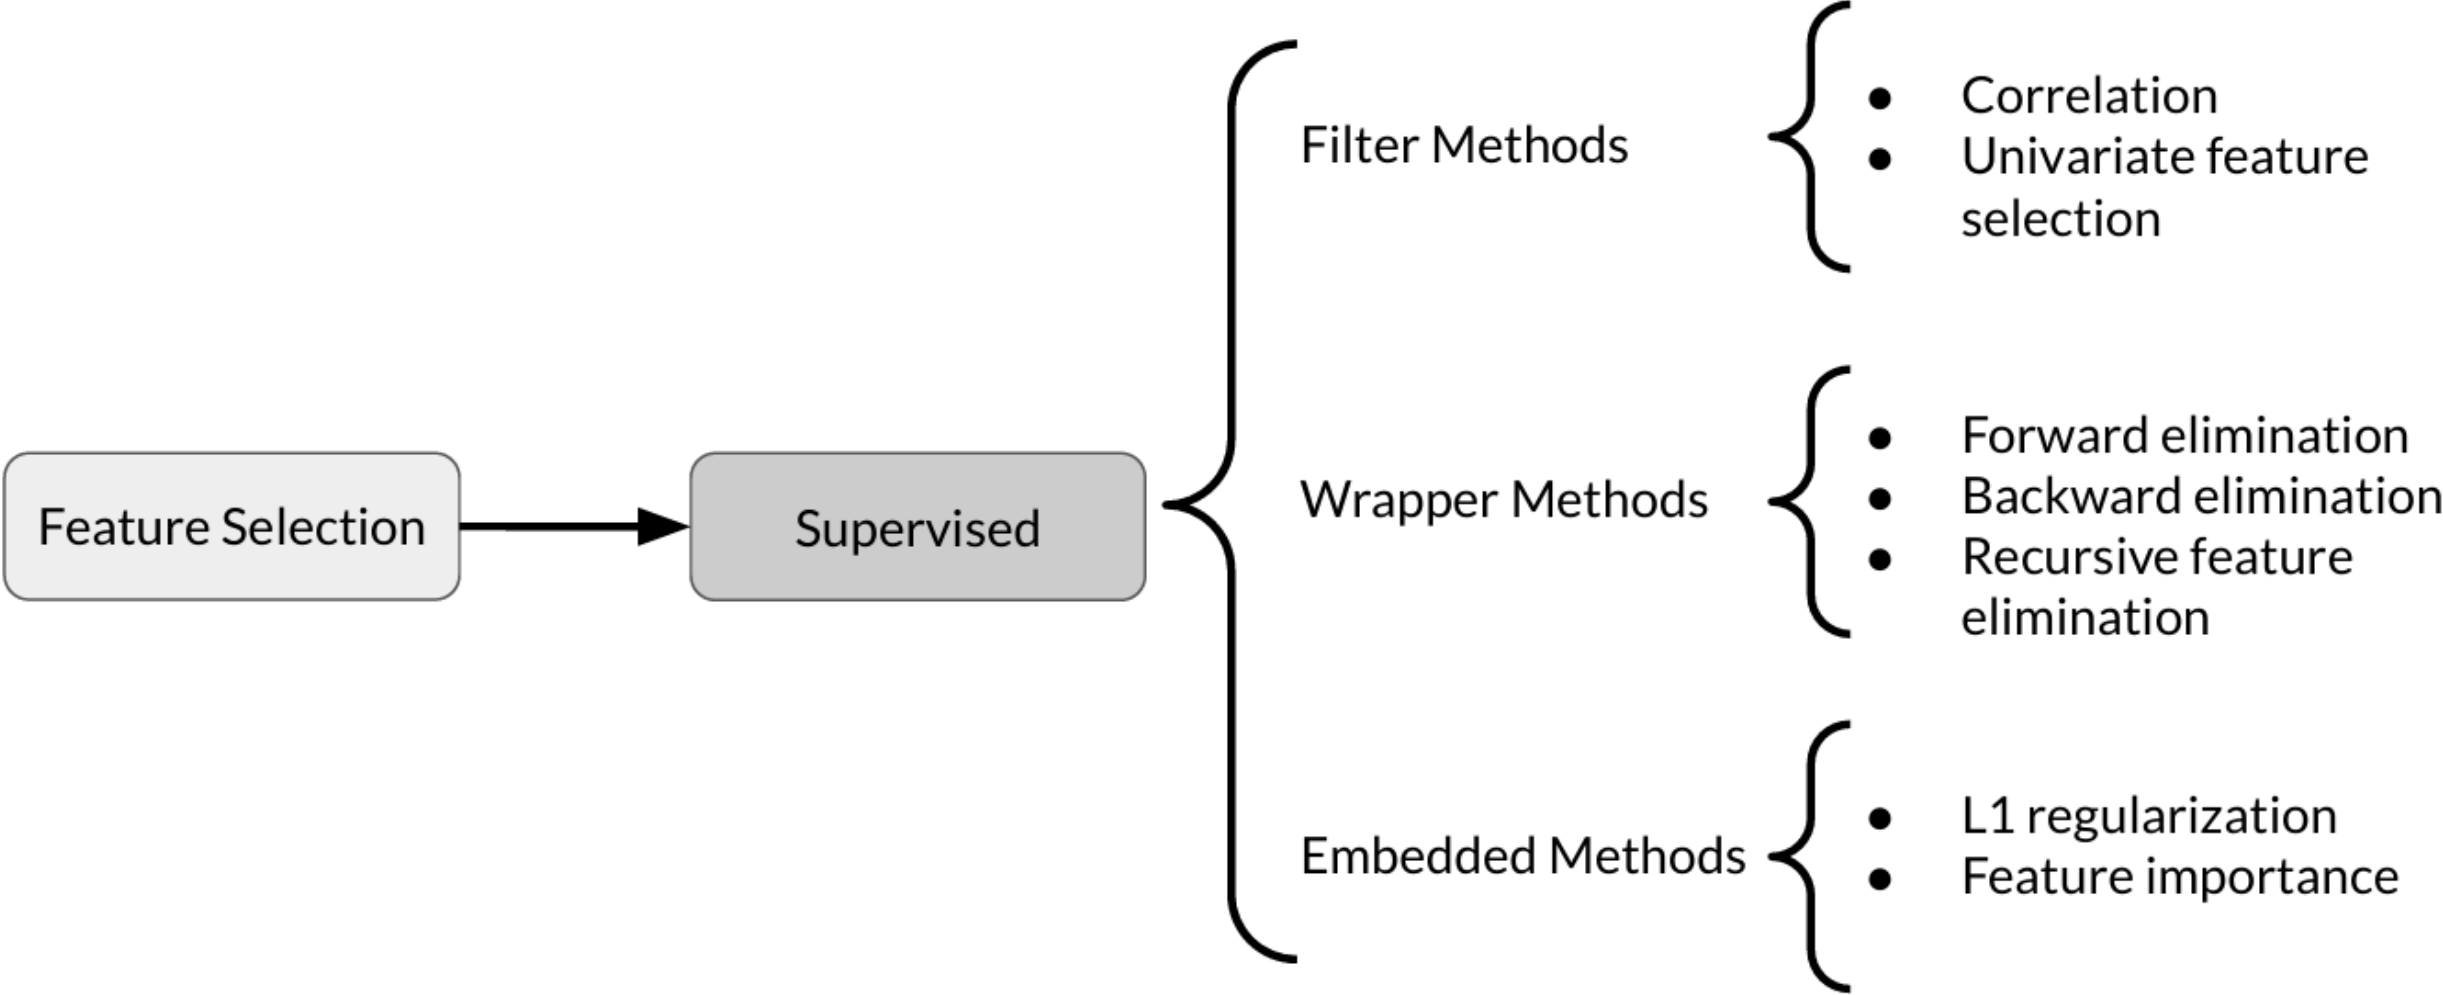 Feature Selection
Supervised
Filter Methods
● Correlation
● Univariate feature
selection
Wrapper Methods
● Forward elimination
● Backward elimination
● Recursive feature
elimination
Embedded Methods
● L1 regularization
● Feature importance